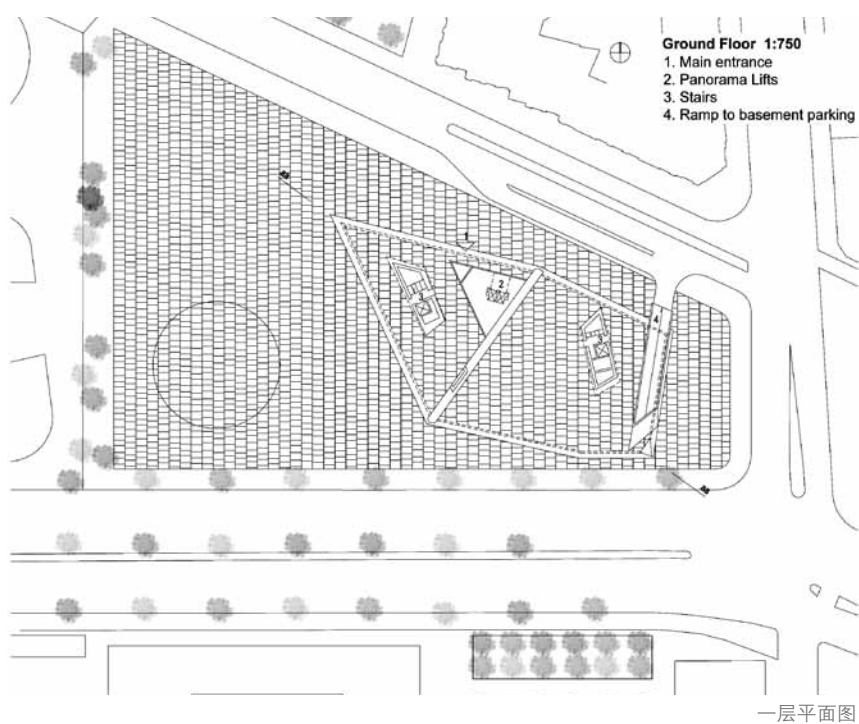 Ground Floor 1:750
1. Main entrance
2. Panorama Lifts
3. Stairs
4. Ramp to basement parking
1
2
3
4
3
一层平面图